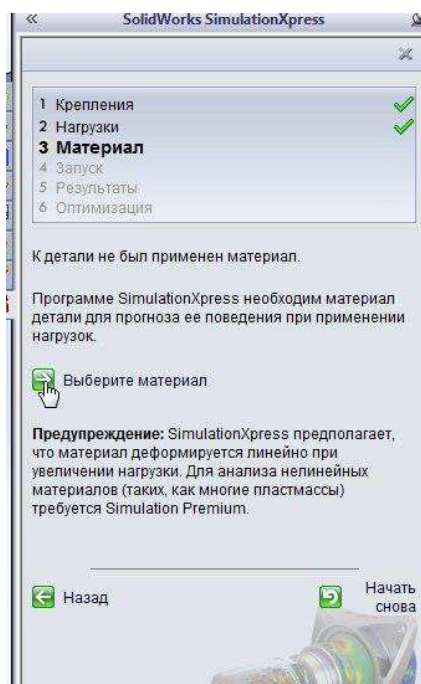 « SolidWorks SimulationXpress
1 Крепления
2 Нагрузки
3 Материал
4 Запуск
5 Результаты
6 Оптимизация
К детали не был применен материал.
Программе SimulationXpress необходим материал
детали для прогноза ее поведения при применении
нагрузок.
Выберите материал
Предупреждение: SimulationXpress предполагает,
что материал деформируется линейно при
увеличении нагрузки. Для анализа нелинейных
материалов (таких, как многие пластмассы)
требуется Simulation Premium.
Назад
Начать
снова